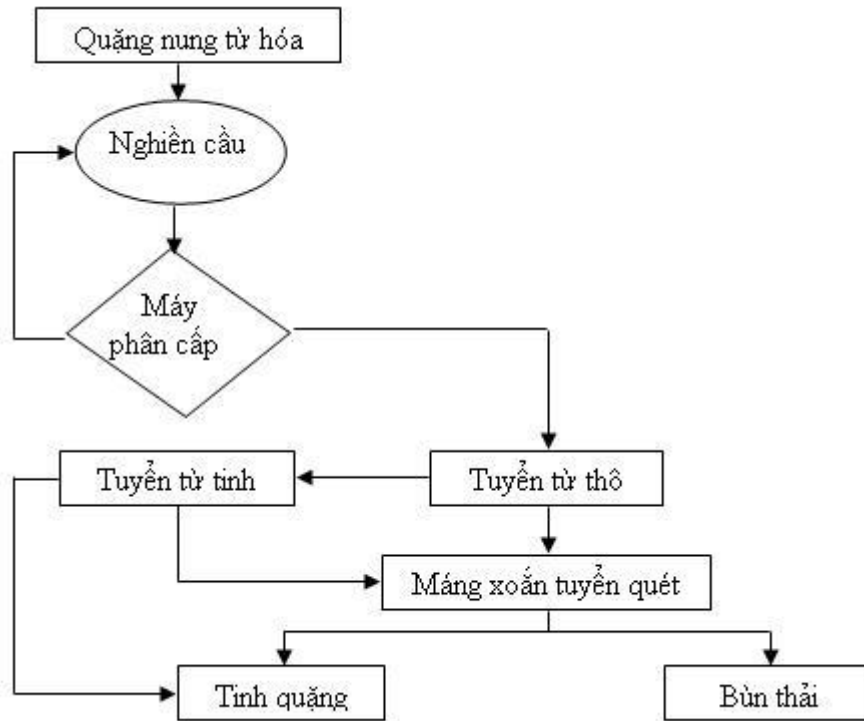 Quặng nung từ hóa
Nghiền cầu
Máy
phân cấp
Tuyển từ tinh
Tuyển từ thô
Máng xoắn tuyển quét
Tinh quặng
Bùn thải